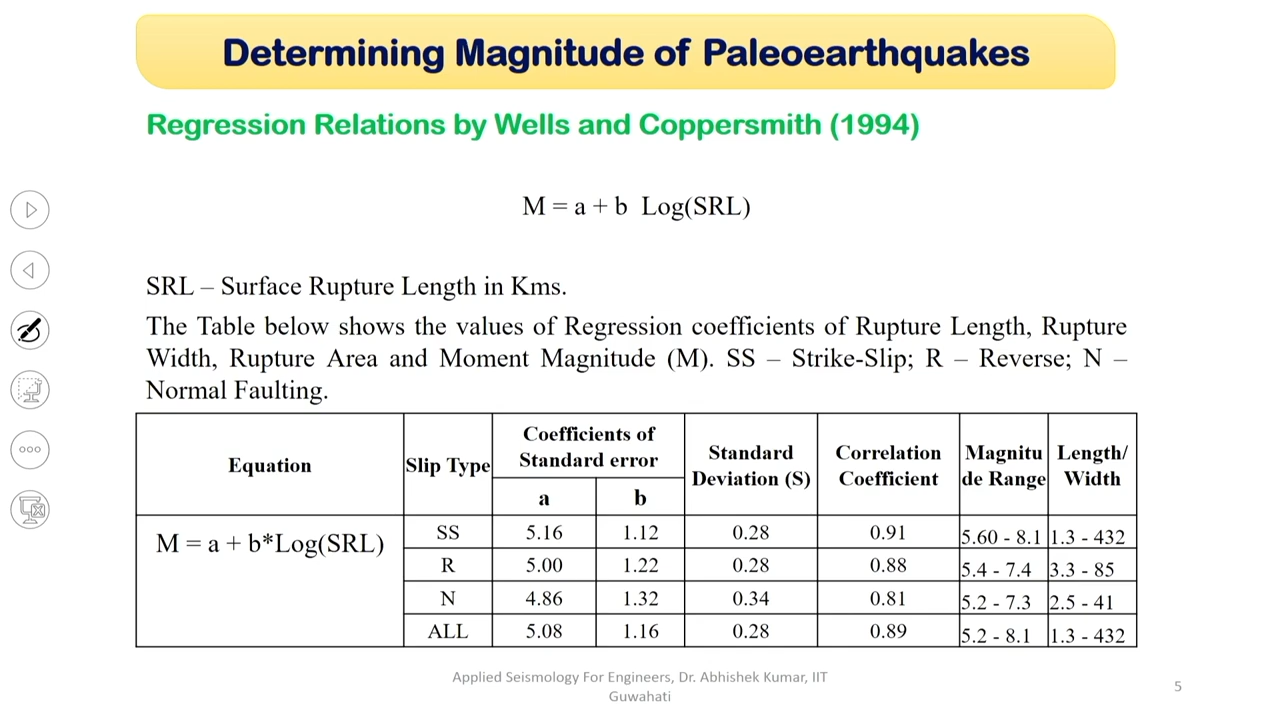 Determining Magnitude of Paleoearthquakes
Regression Relations by Wells and Coppersmith (1994)
M = a + b Log(SRL)
SRL – Surface Rupture Length in Kms.
The Table below shows the values of Regression coefficients of Rupture Length, Rupture
Width, Rupture Area and Moment Magnitude (M). SS – Strike-Slip; R – Reverse; N –
Normal Faulting.
Equation Slip Type Coefficients of Standard error Standard Deviation (S) Correlation Coefficient Magnitu de Range Length/ Width
a b
M = a + b*Log(SRL) SS 5.16 1.12 0.28 0.91 5.60 - 8.1 1.3 - 432
R 5.00 1.22 0.28 0.88 5.4 - 7.4 3.3 - 85
N 4.86 1.32 0.34 0.81 5.2 - 7.3 2.5 - 41
ALL 5.08 1.16 0.28 0.89 5.2 - 8.1 1.3 - 432
Applied Seismology For Engineers, Dr. Abhishek Kumar, IIT
Guwahati
5